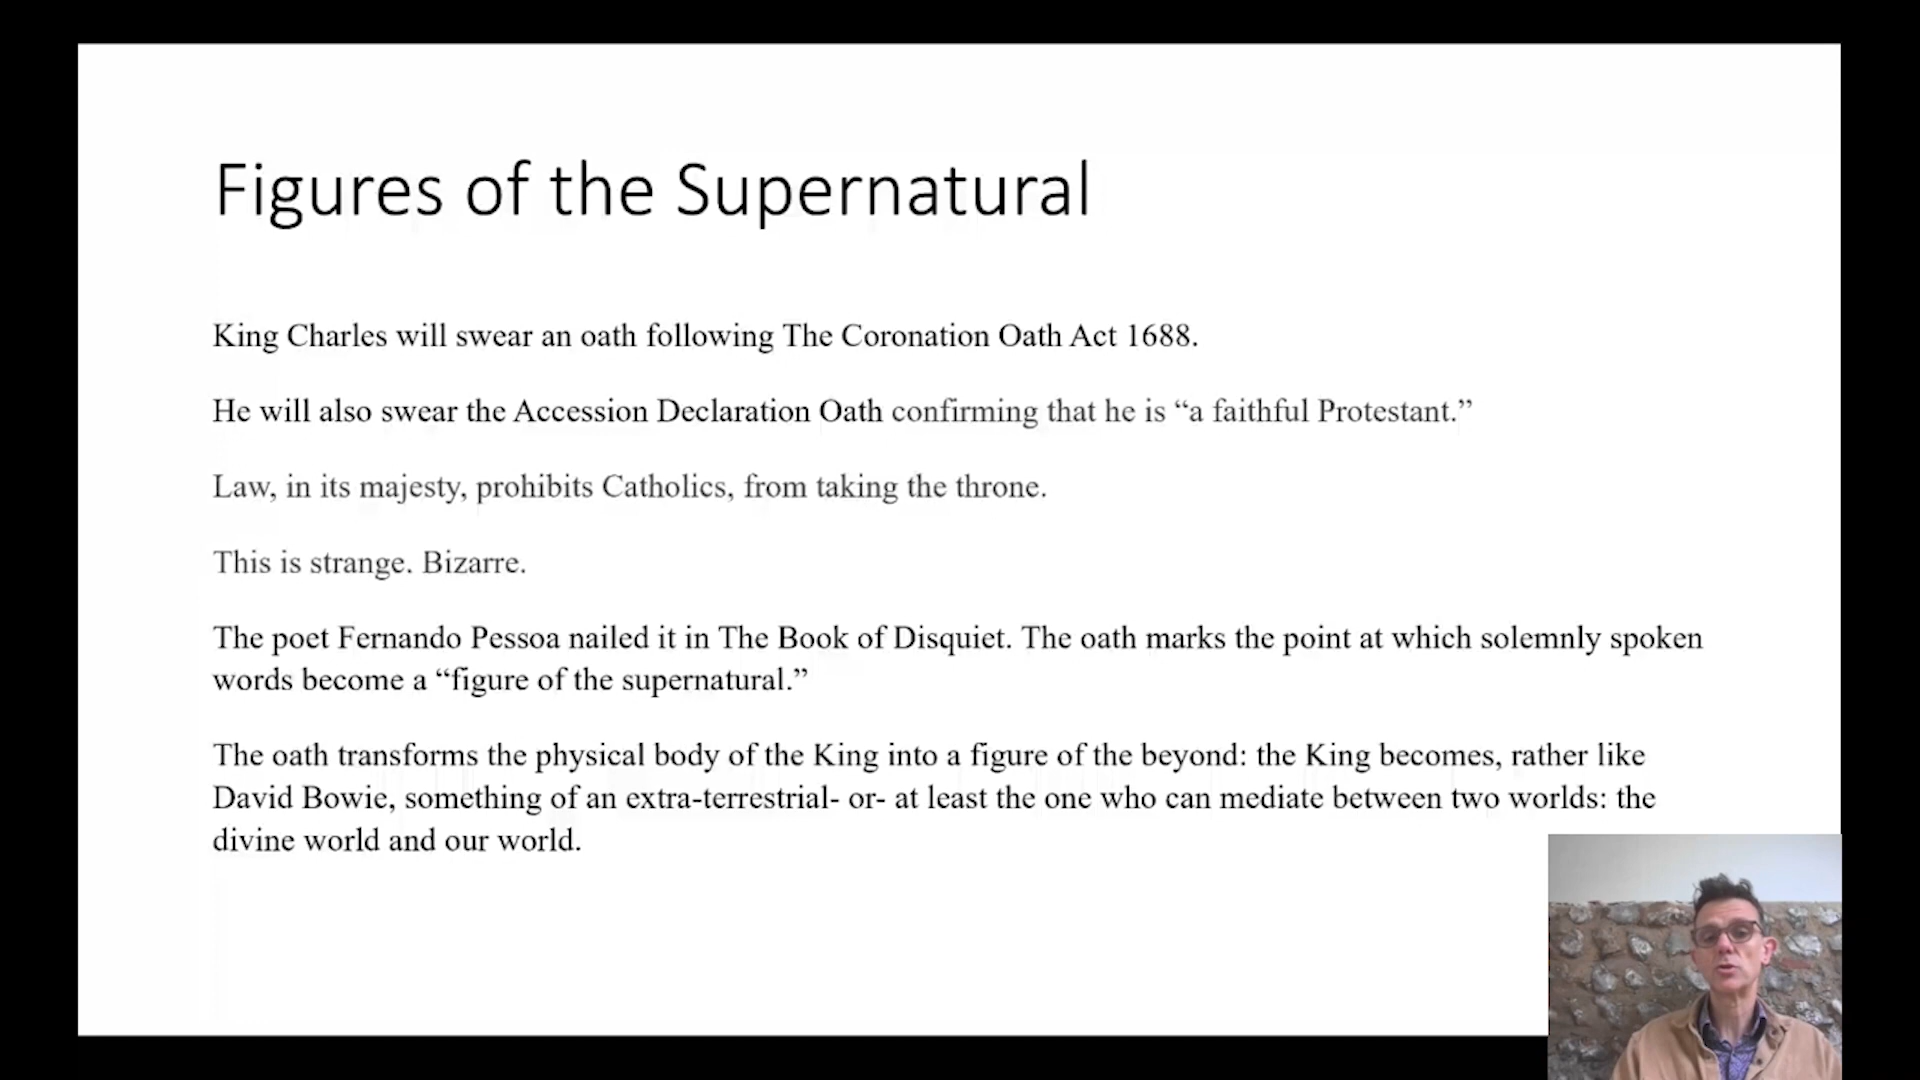 Figures of the Supernatural
King Charles will swear an oath following The Coronation Oath Act 1688.
He will also swear the Accession Declaration Oath confirming that he is “a faithful Protestant.”
Law, in its majesty, prohibits Catholics, from taking the throne.
This is strange. Bizarre.
The poet Fernando Pessoa nailed it in The Book of Disquiet. The oath marks the point at which solemnly spoken
words become a “figure of the supernatural.”
The oath transforms the physical body of the King into a figure of the beyond: the King becomes, rather like
David Bowie, something of an extra-terrestrial- or- at least the one who can mediate between two worlds: the
divine world and our world.